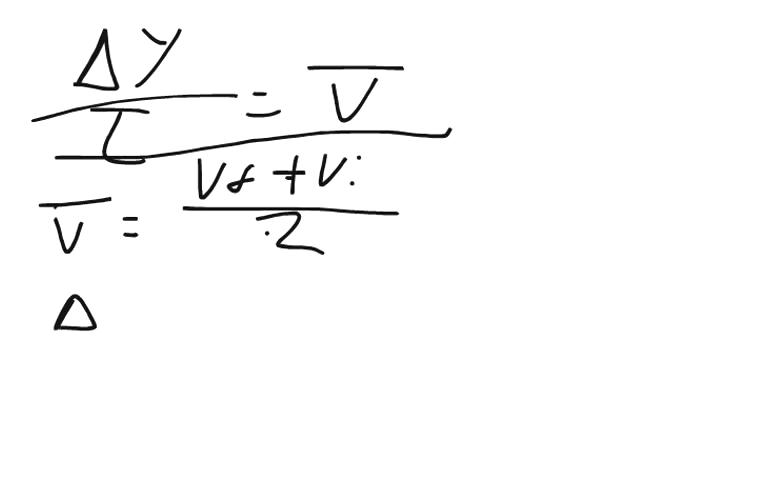 ΔY/T = V̅
V̅ = Vf + Vi / 2
Δ